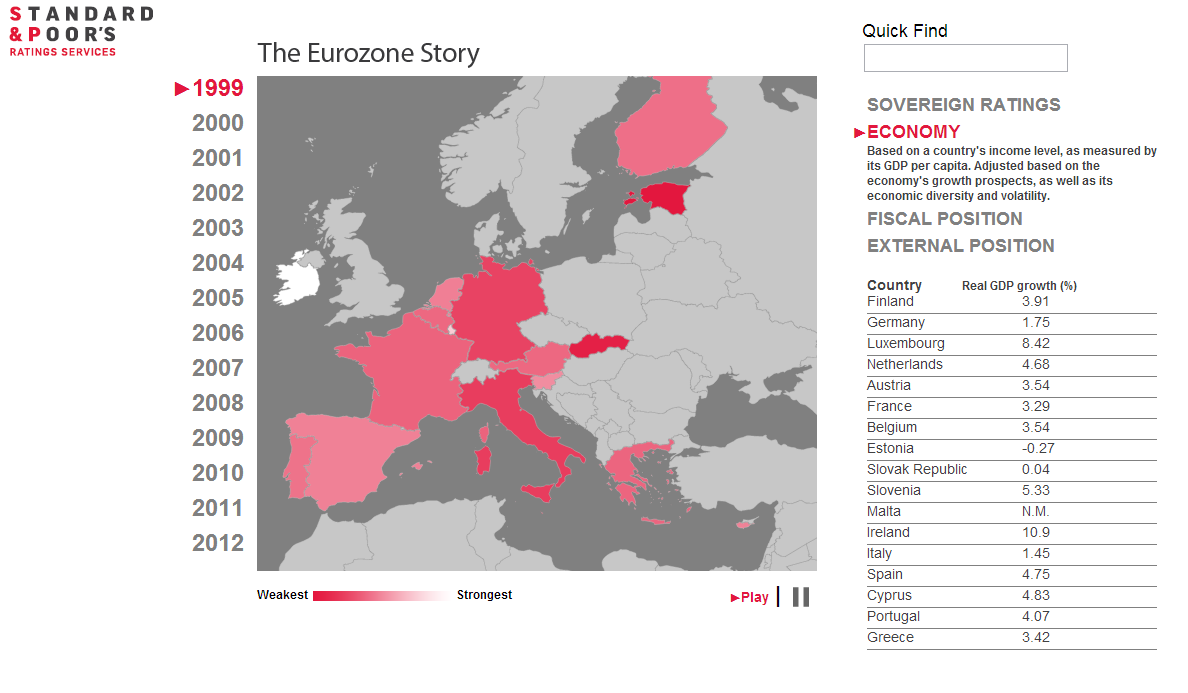 STANDARD
&POOR'S
RATINGS SERVICES
The Eurozone Story
1999
2000
2001
2002
2003
2004
2005
2006
2007
2008
2009
2010
2011
2012
Weakest Strongest
Play
Quick Find
SOVEREIGN RATINGS
ECONOMY
Based on a country's income level, as measured by
its GDP per capita. Adjusted based on the
economy's growth prospects, as well as its
economic diversity and volatility.
FISCAL POSITION
EXTERNAL POSITION
Country Real GDP growth (%)
Finland 3.91
Germany 1.75
Luxembourg 8.42
Netherlands 4.68
Austria 3.54
France 3.29
Belgium 3.54
Estonia -0.27
Slovak Republic 0.04
Slovenia 5.33
Malta N.M.
Ireland 10.9
Italy 1.45
Spain 4.75
Cyprus 4.83
Portugal 4.07
Greece 3.42